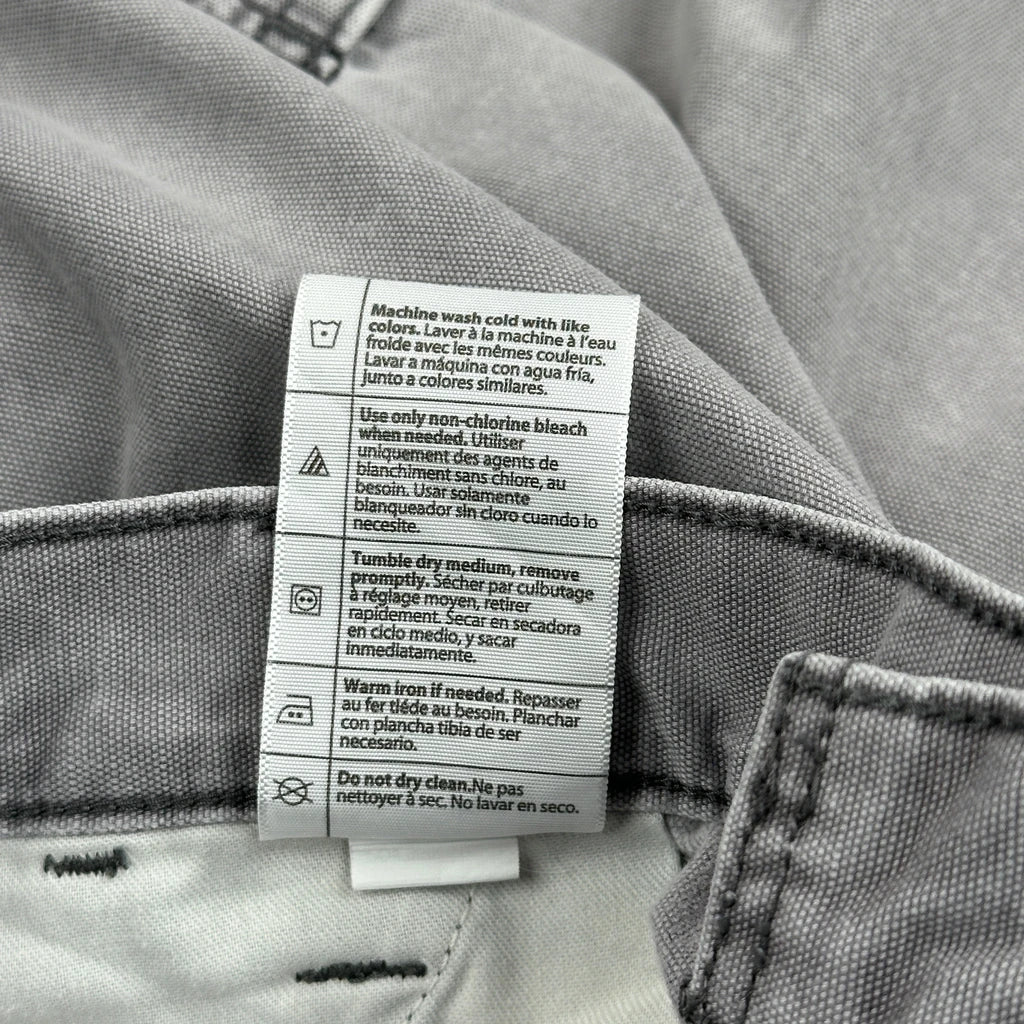 Machine wash cold with like
colors. Laver à la machine à l'eau
froide avec les mêmes couleurs.
Lavar a máquina con agua fría,
junto a colores similares.
Use only non-chlorine bleach
when needed. Utiliser
uniquement des agents de
blanchiment sans chlore, au
besoin. Usar solamente
blanqueador sin cloro cuando lo
necesite.
Tumble dry medium, remove
promptly. Sécher par culbutage
à réglage moyen, retirer
rapidement. Secar en secadora
en ciclo medio, y sacar
inmediatamente.
Warm iron if needed. Repasser
au fer tiéde au besoin. Planchar
con plancha tibia de ser
necesario.
Do not dry clean.Ne pas
nettoyer à sec. No lavar en seco.